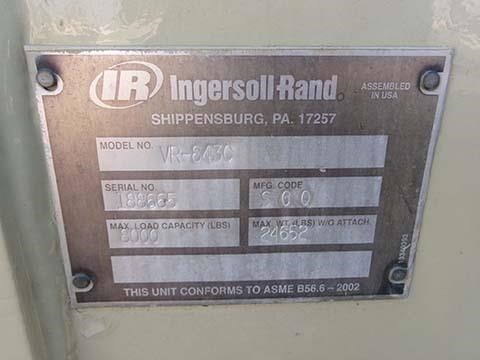 IR Ingersoll-Rand
ASSEMBLED
IN USA
SHIPPENSBURG, PA. 17257
MODEL NO. VR-843C
SERIAL NO. MFG. CODE
188665 SGO
MAX. LOAD CAPACITY (LBS) MAX. WT. (LBS) W/O ATTACH.
8000 24652
THIS UNIT CONFORMS TO ASME B56.6 – 2002